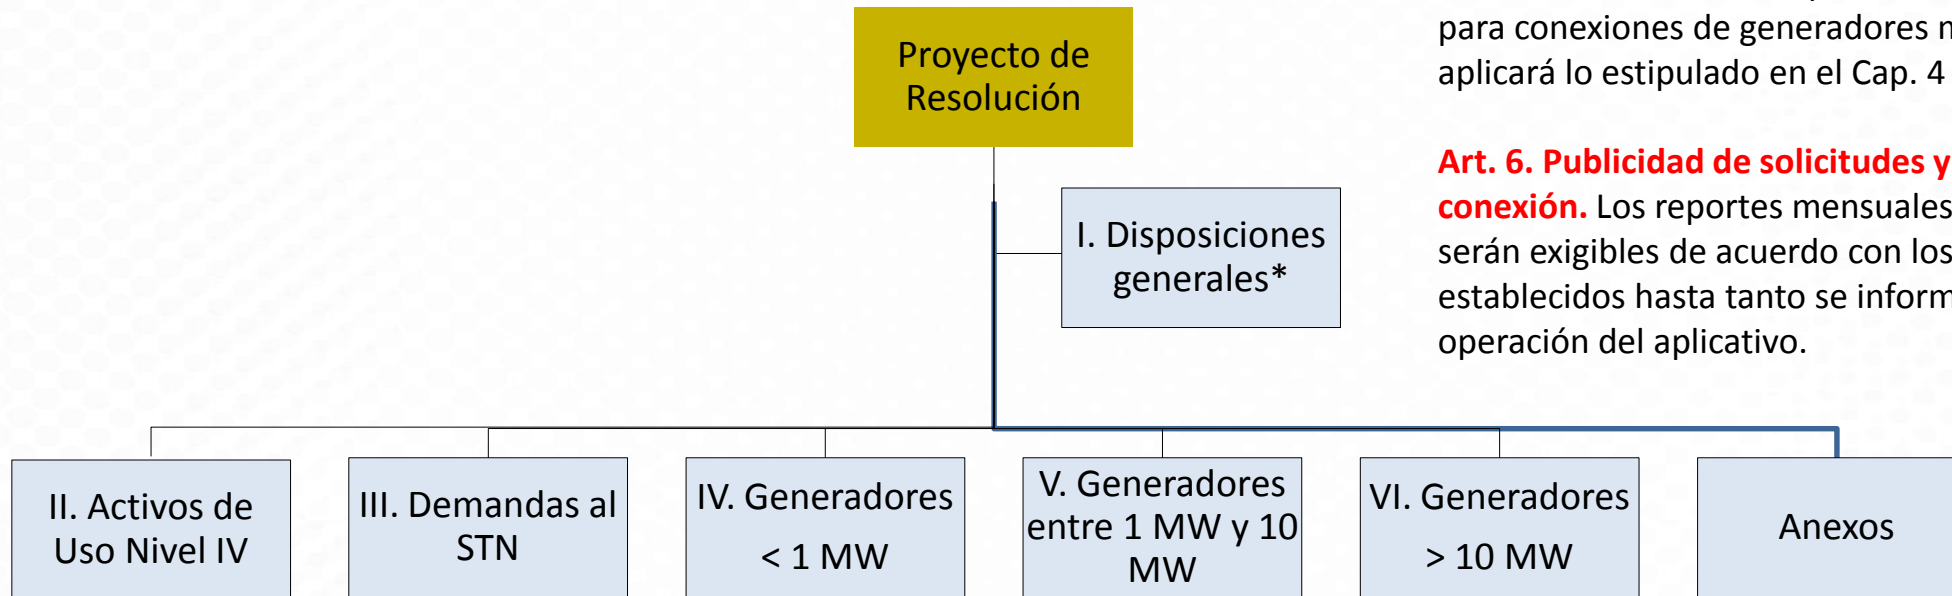 Proyecto de
Resolución
I. Disposiciones
generales*
para conexiones de generadores
aplicará lo estipulado en el Cap. 4
Art. 6. Publicidad de solicitudes y
conexión. Los reportes mensuales
serán exigibles de acuerdo con los
establecidos hasta tanto se
operación del aplicativo.
II. Activos de
Uso Nivel IV
III. Demandas al
STN
IV. Generadores
< 1 MW
V. Generadores
entre 1 MW y 10
MW
VI. Generadores
> 10 MW
Anexos